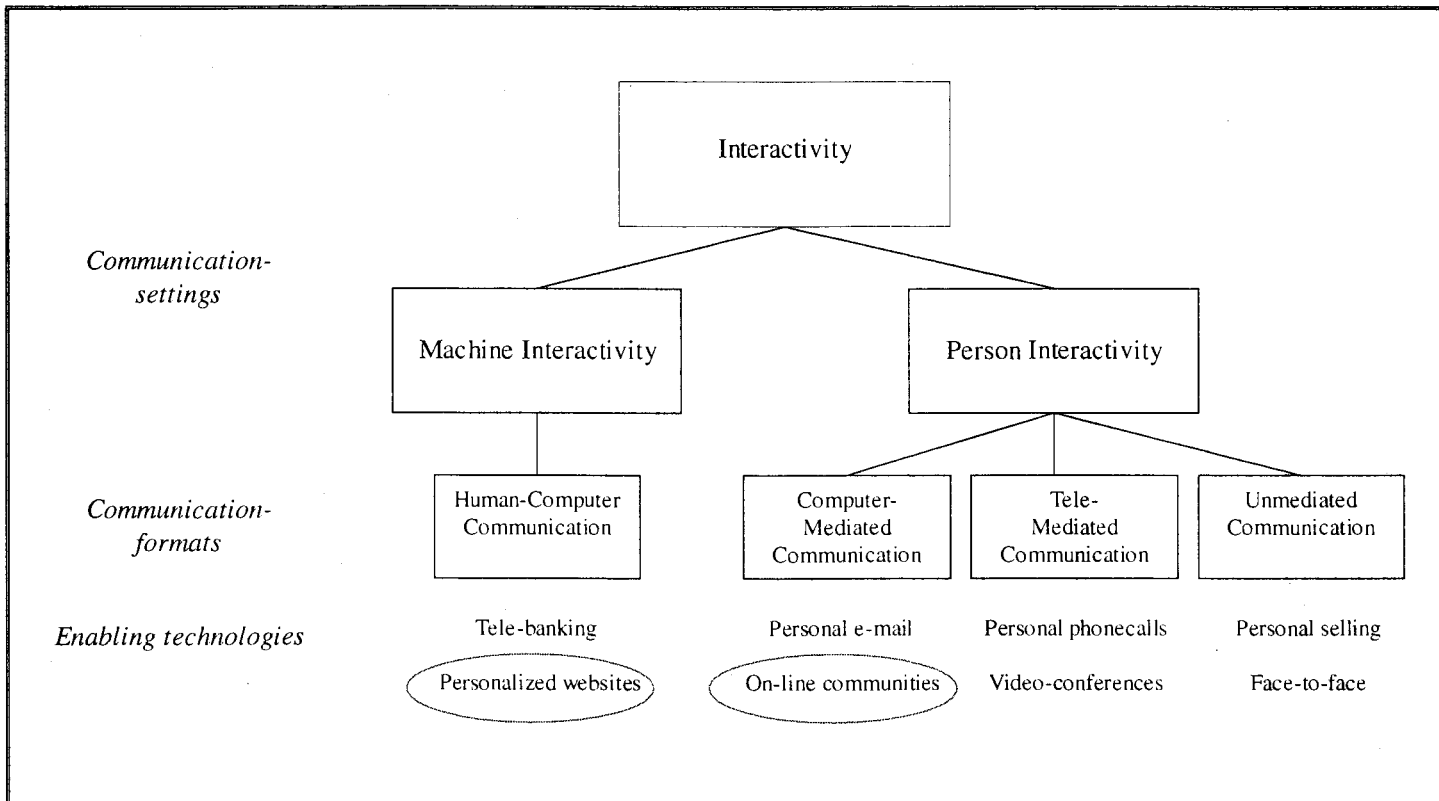 Interactivity
Communication-
settings
Machine Interactivity
Person Interactivity
Communication-
formats
Human-Computer
Communication
Computer-
Mediated
Communication
Tele-
Mediated
Communication
Unmediated
Communication
Enabling technologies
Tele-banking
Personal e-mail
Personal phonecalls
Personal selling
Personalized websites
On-line communities
Video-conferences
Face-to-face